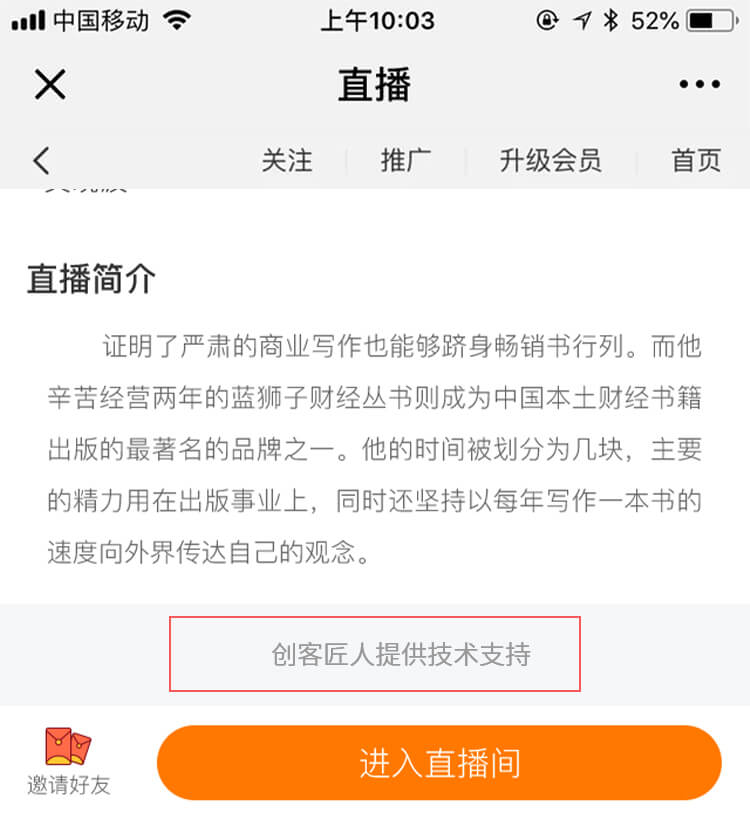 中国移动
上午10:03
52%
直播
关注
推广
升级会员
首页
直播简介
证明了严肃的商业写作也能够跻身畅销书行列。而他
辛苦经营两年的蓝狮子财经丛书则成为中国本土财经书籍
出版的最著名的品牌之一。他的时间被划分为几块，主要
的精力用在出版事业上，同时还坚持以每年写作一本书的
速度向外界传达自己的观念。
创客匠人提供技术支持
邀请好友
进入直播间